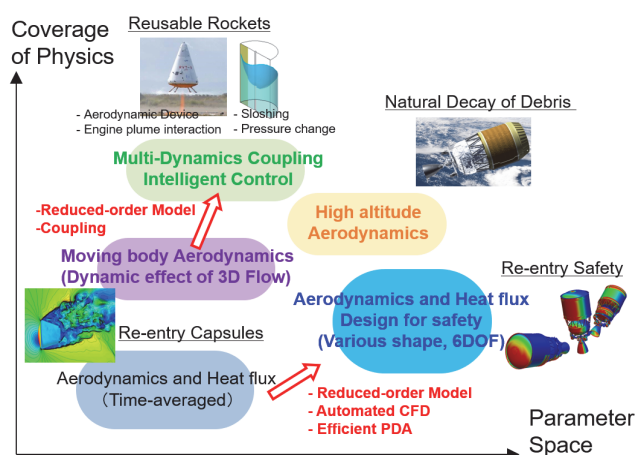 Coverage
of Physics
Reusable Rockets
- Aerodynamic Device
- Engine plume interaction
- Sloshing
- Pressure change
Natural Decay of Debris
Multi-Dynamics Coupling
Intelligent Control
-Reduced-order Model
-Coupling
High altitude
Aerodynamics
Moving body Aerodynamics
(Dynamic effect of 3D Flow)
Re-entry Safety
Aerodynamics and Heat flux
Design for safety
(Various shape, 6DOF)
Re-entry Capsules
Aerodynamics and Heat flux
（Time-averaged）
- Reduced-order Model
- Automated CFD
- Efficient PDA
Parameter
Space